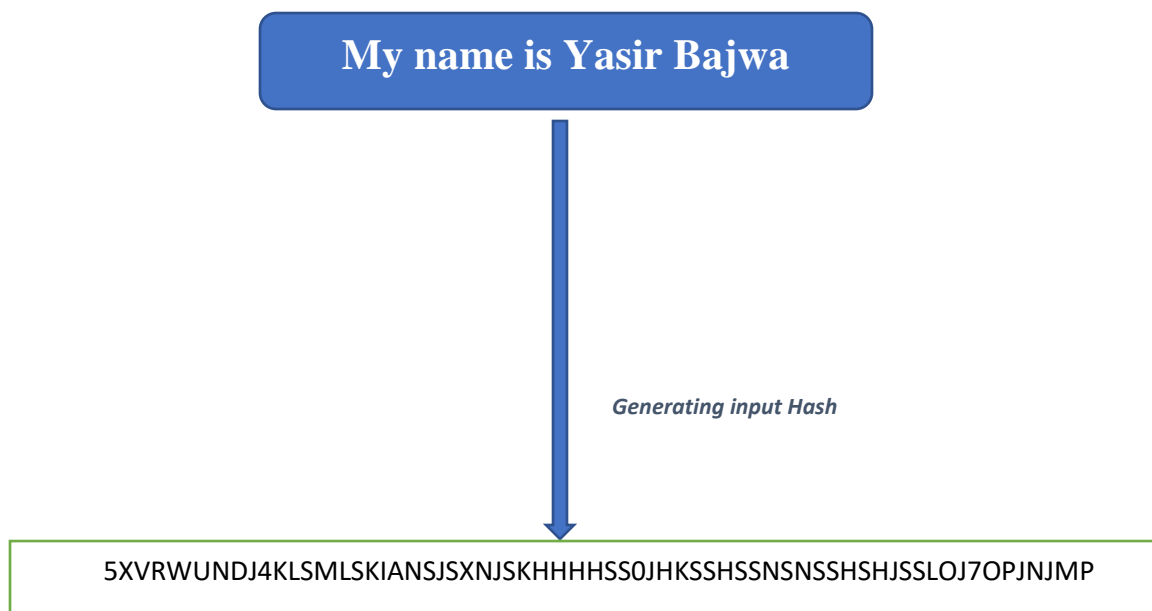 My name is Yasir Bajwa
Generating input Hash
5XVRWUNDJ4KLSMLSKIANSJSXNJSKHHHHSS0JHKSSHSSNSNSSHSHJSSLOJ7OPJNJMP